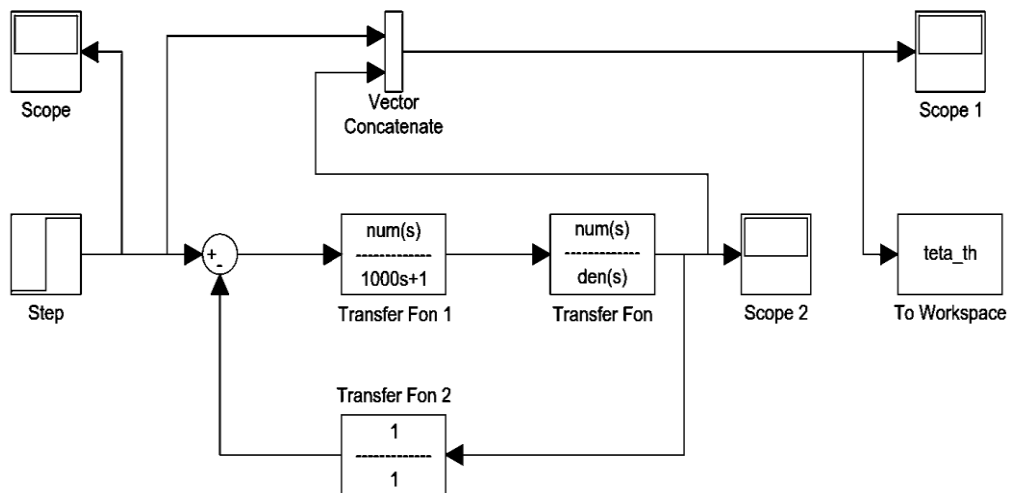 Scope
Vector
Concatenate
Scope 1
+
-
num(s)
1000s+1
num(s)
den(s)
teta_th
Step
Transfer Fon 1
Transfer Fon
Scope 2
To Workspace
Transfer Fon 2
1
1